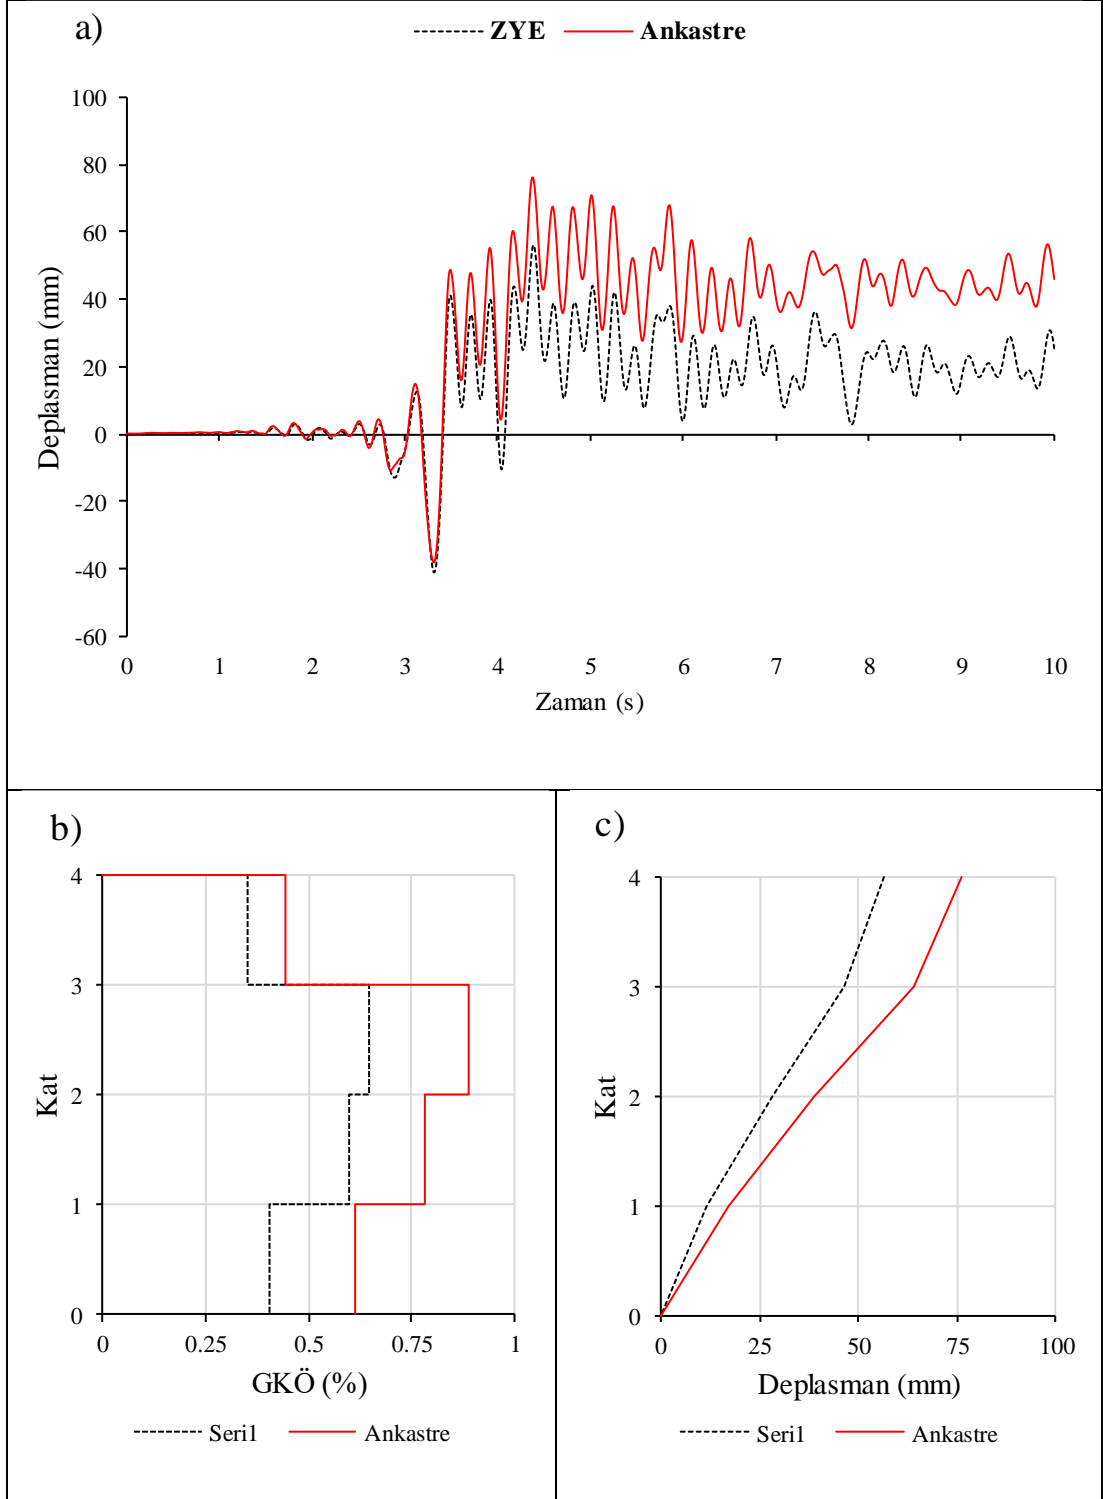 a)
ZYE Ankastre
100
80
60
40
20
0
-20
-40
-60
Deplasman (mm)
0 1 2 3 4 5 6 7 8 9 10
Zaman (s)
b)
4
3
2
1
0
Kat
0 0.25 0.5 0.75 1
GKÖ (%)
Seri1 Ankastre
c)
4
3
2
1
0
Kat
0 25 50 75 100
Deplasman (mm)
Seri1 Ankastre